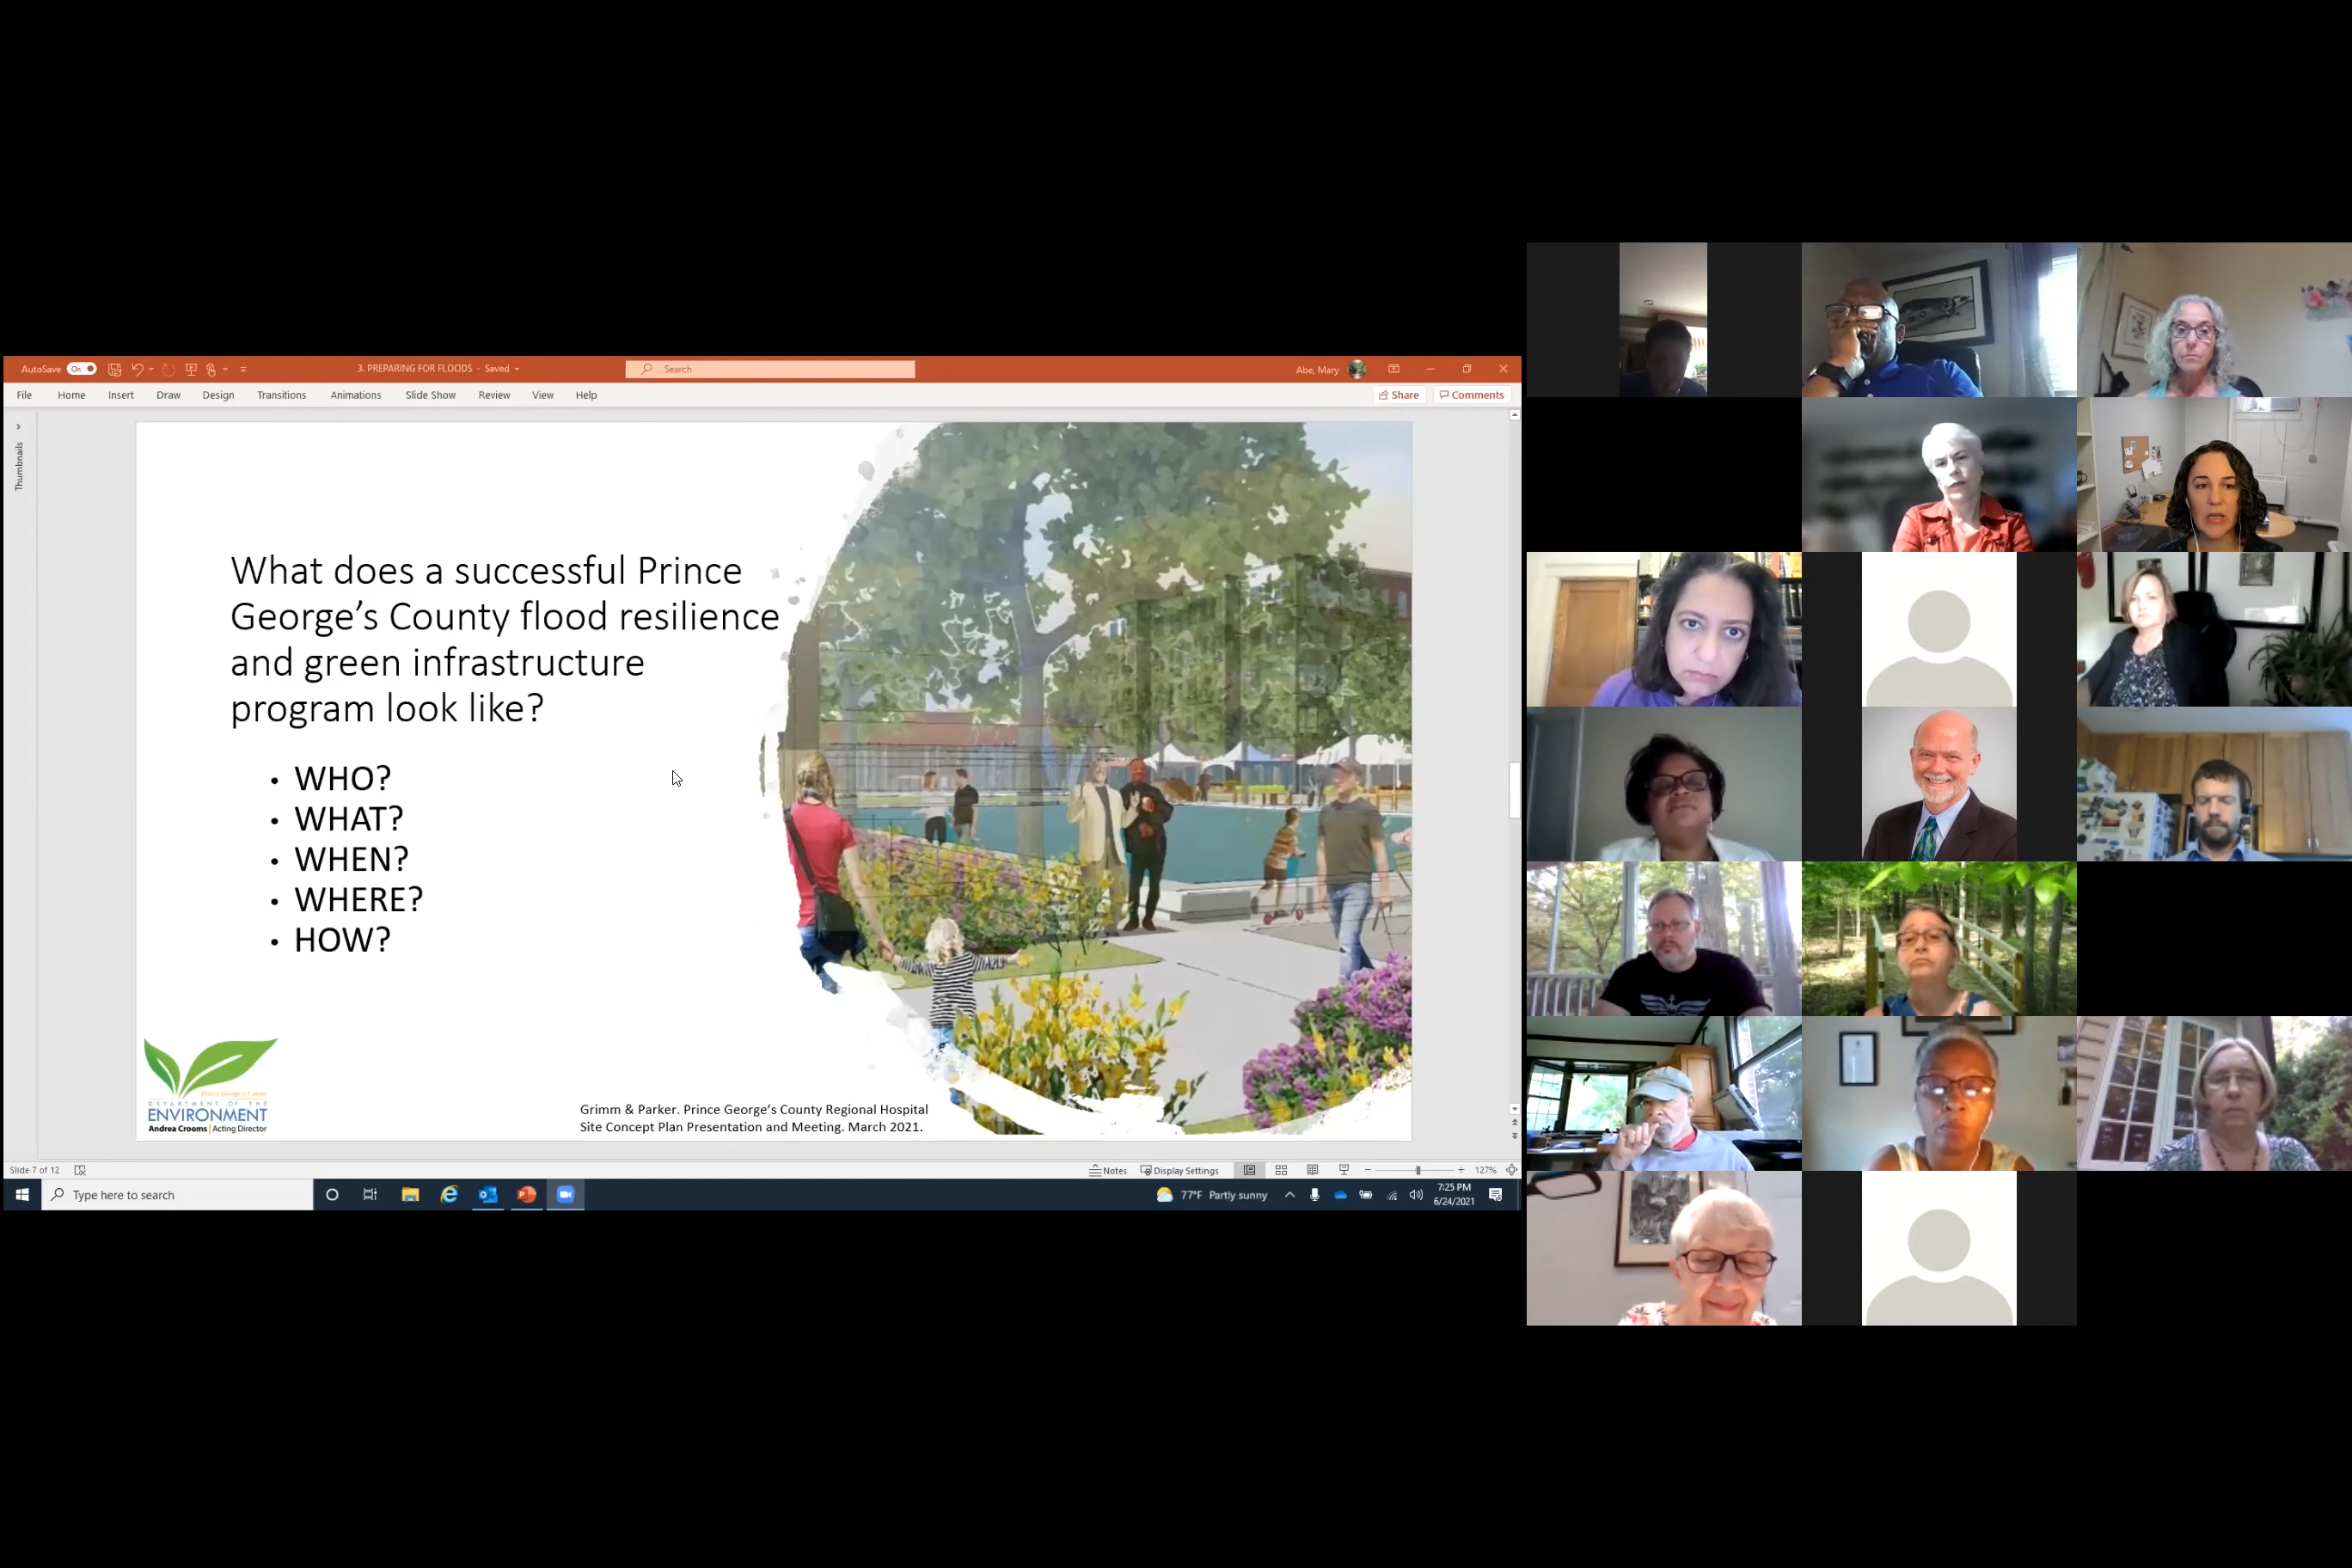 AutoSave On
3. PREPARING FOR FLOODS - Saved
Search
Abe, Mary
File Home Insert Draw Design Transitions Animations Slide Show Review View Help
Share Comments
Thumbnails
What does a successful Prince
George's County flood resilience
and green infrastructure
program look like?
• WHO?
• WHAT?
• WHEN?
• WHERE?
• HOW?
Prince George's County
DEPARTMENT OF THE
ENVIRONMENT
Andrea Crooms | Acting Director
Grimm & Parker. Prince George's County Regional Hospital
Site Concept Plan Presentation and Meeting. March 2021.
Slide 7 of 12
Notes Display Settings 127%
Type here to search
77°F Partly sunny
7:25 PM
6/24/2021